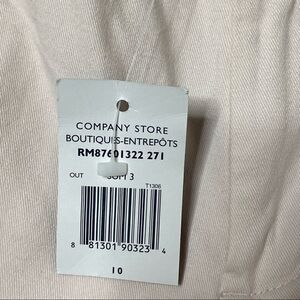 COMPANY STORE
BOUTIQUES-ENTREPÔTS
RM87601322 271
OUT
T1306
8 81301 90323 4
10